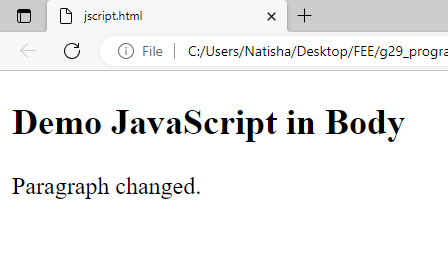 jscript.html
File C:/Users/Natisha/Desktop/FEE/g29_progra
Demo JavaScript in Body
Paragraph changed.